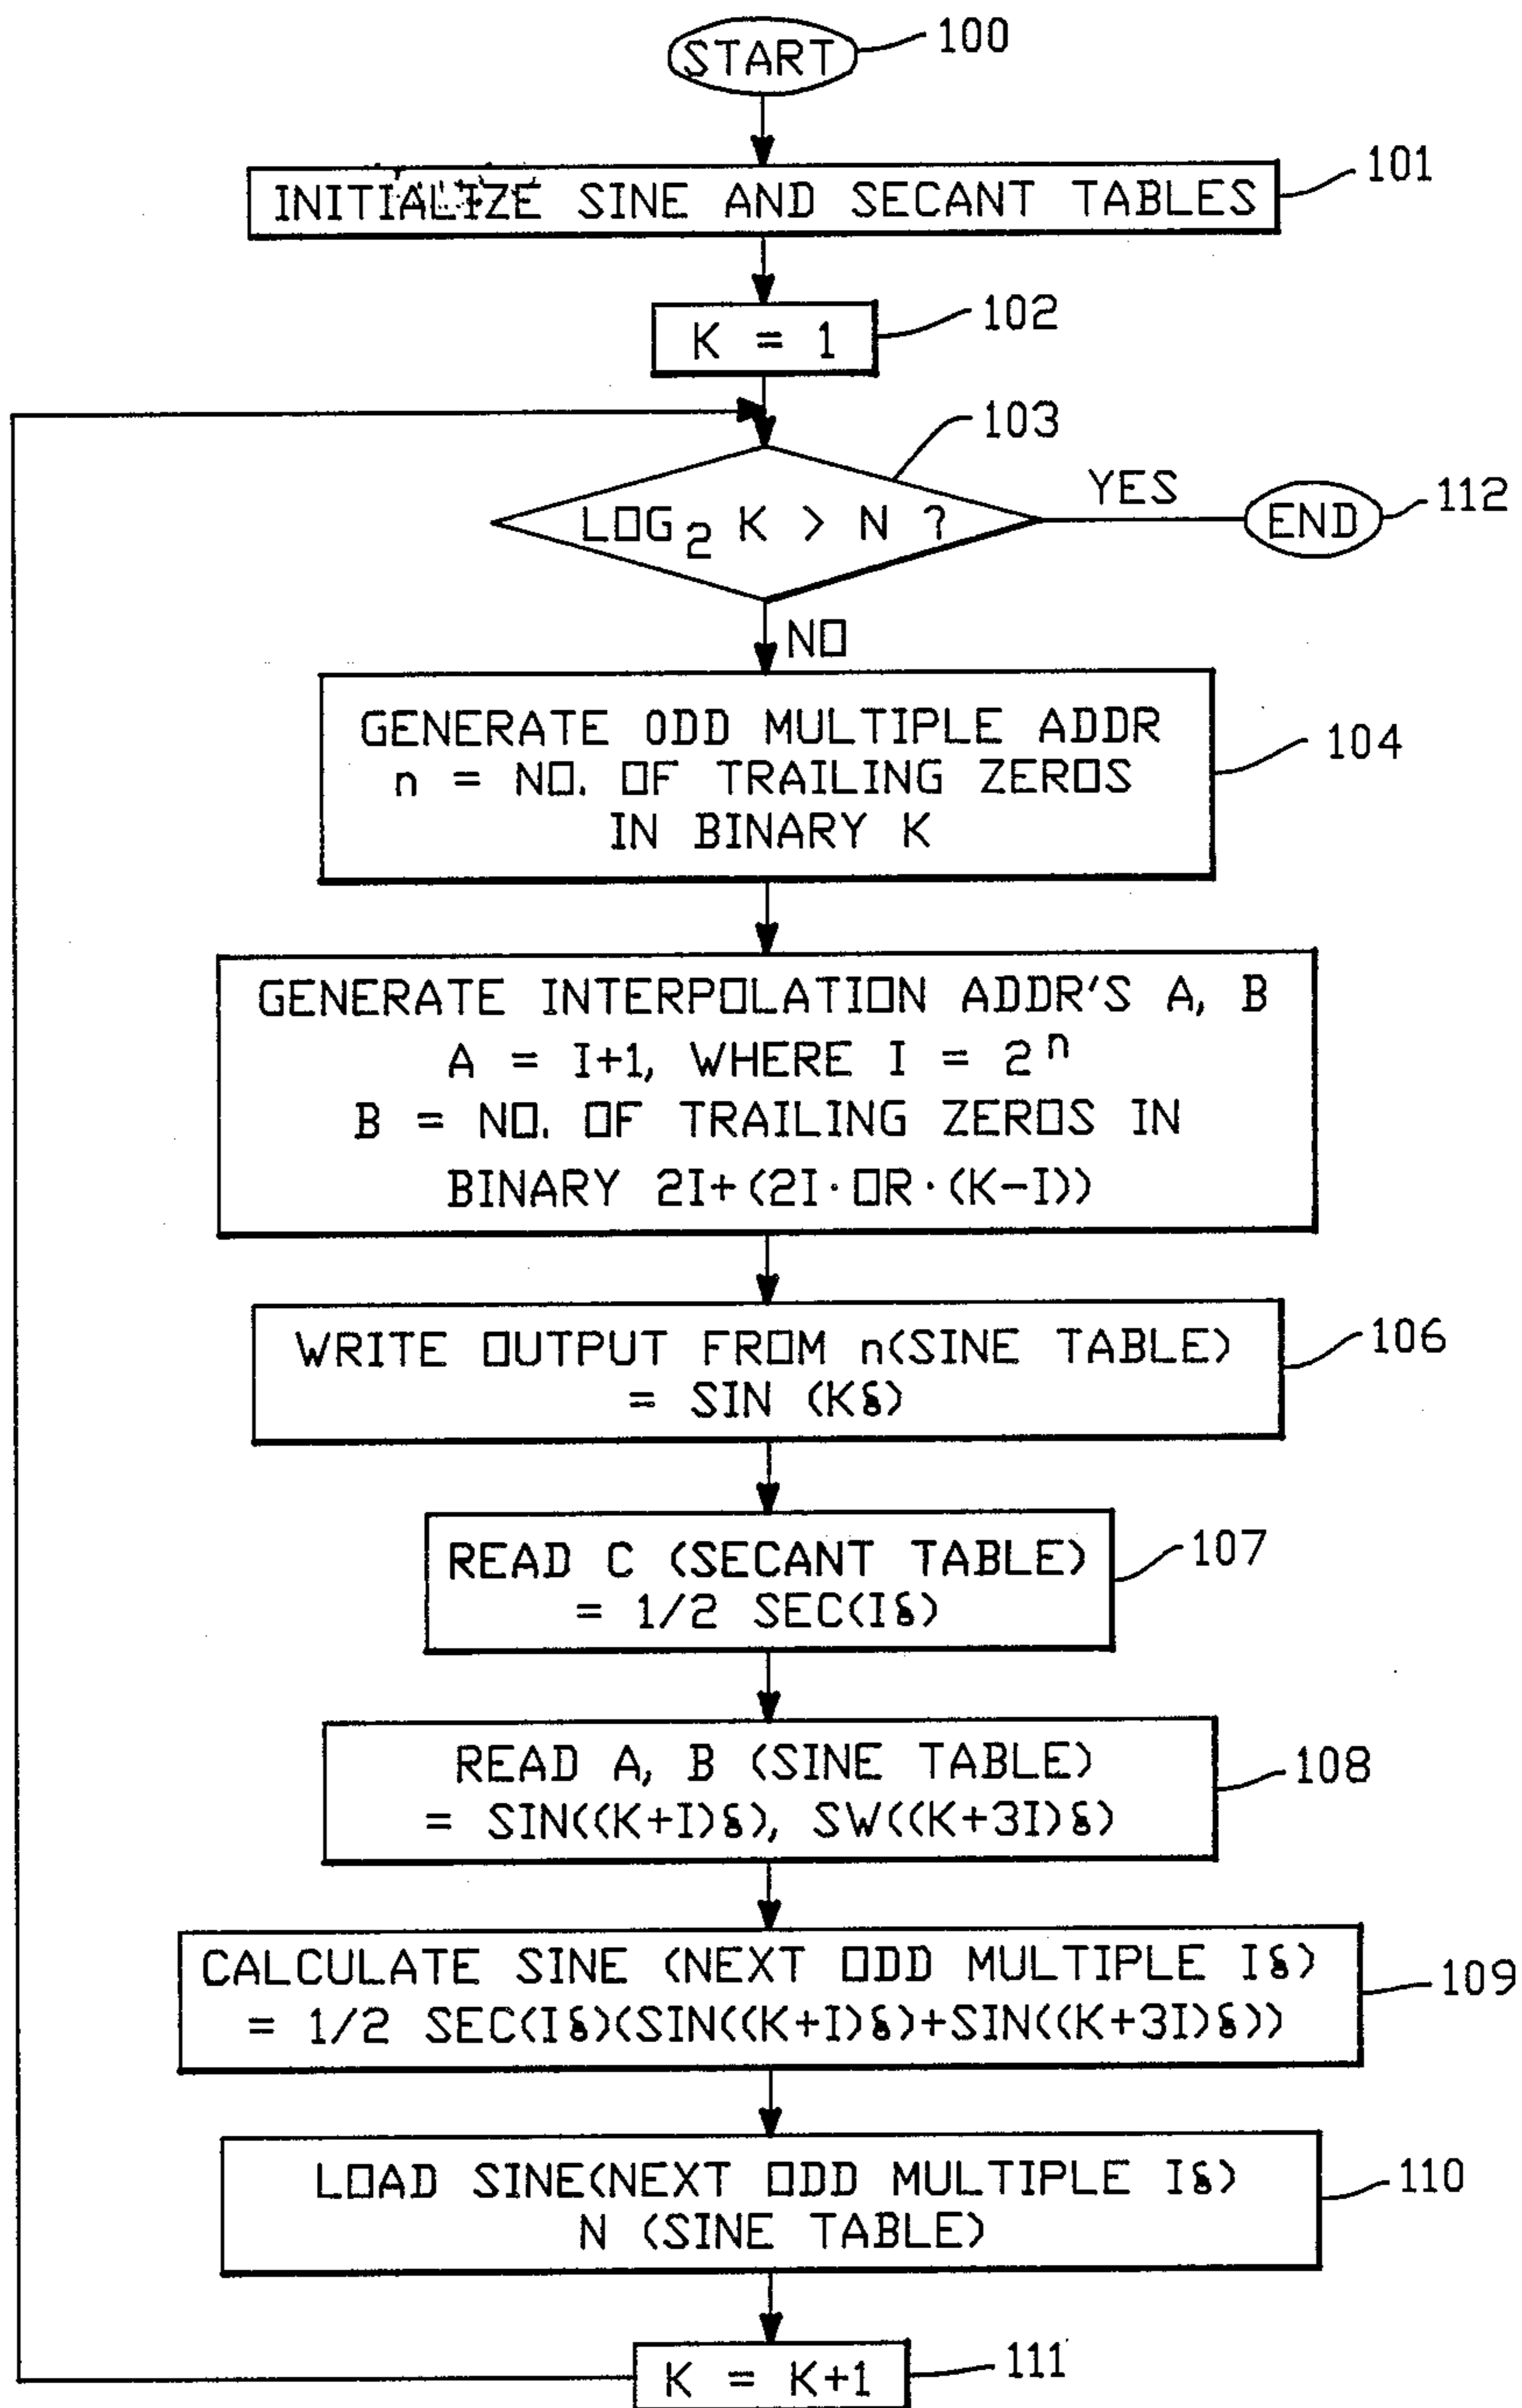 START
100
INITIALIZE SINE AND SECANT TABLES
101
K = 1
102
103
LOG₂ K > N ?
YES
END
112
NO
GENERATE ODD MULTIPLE ADDR
n = NO. OF TRAILING ZEROS
IN BINARY K
104
GENERATE INTERPOLATION ADDR'S A, B
A = I+1, WHERE I = 2ⁿ
B = NO. OF TRAILING ZEROS IN
BINARY 2I+(2I·OR·(K-I))
WRITE OUTPUT FROM n(SINE TABLE)
= SIN (Kδ)
106
READ C (SECANT TABLE)
= 1/2 SEC(Iδ)
107
READ A, B (SINE TABLE)
= SIN((K+I)δ), SW((K+3I)δ)
108
CALCULATE SINE (NEXT ODD MULTIPLE Iδ)
= 1/2 SEC(Iδ)(SIN((K+I)δ)+SIN((K+3I)δ))
109
LOAD SINE(NEXT ODD MULTIPLE Iδ)
N (SINE TABLE)
110
K = K+1
111